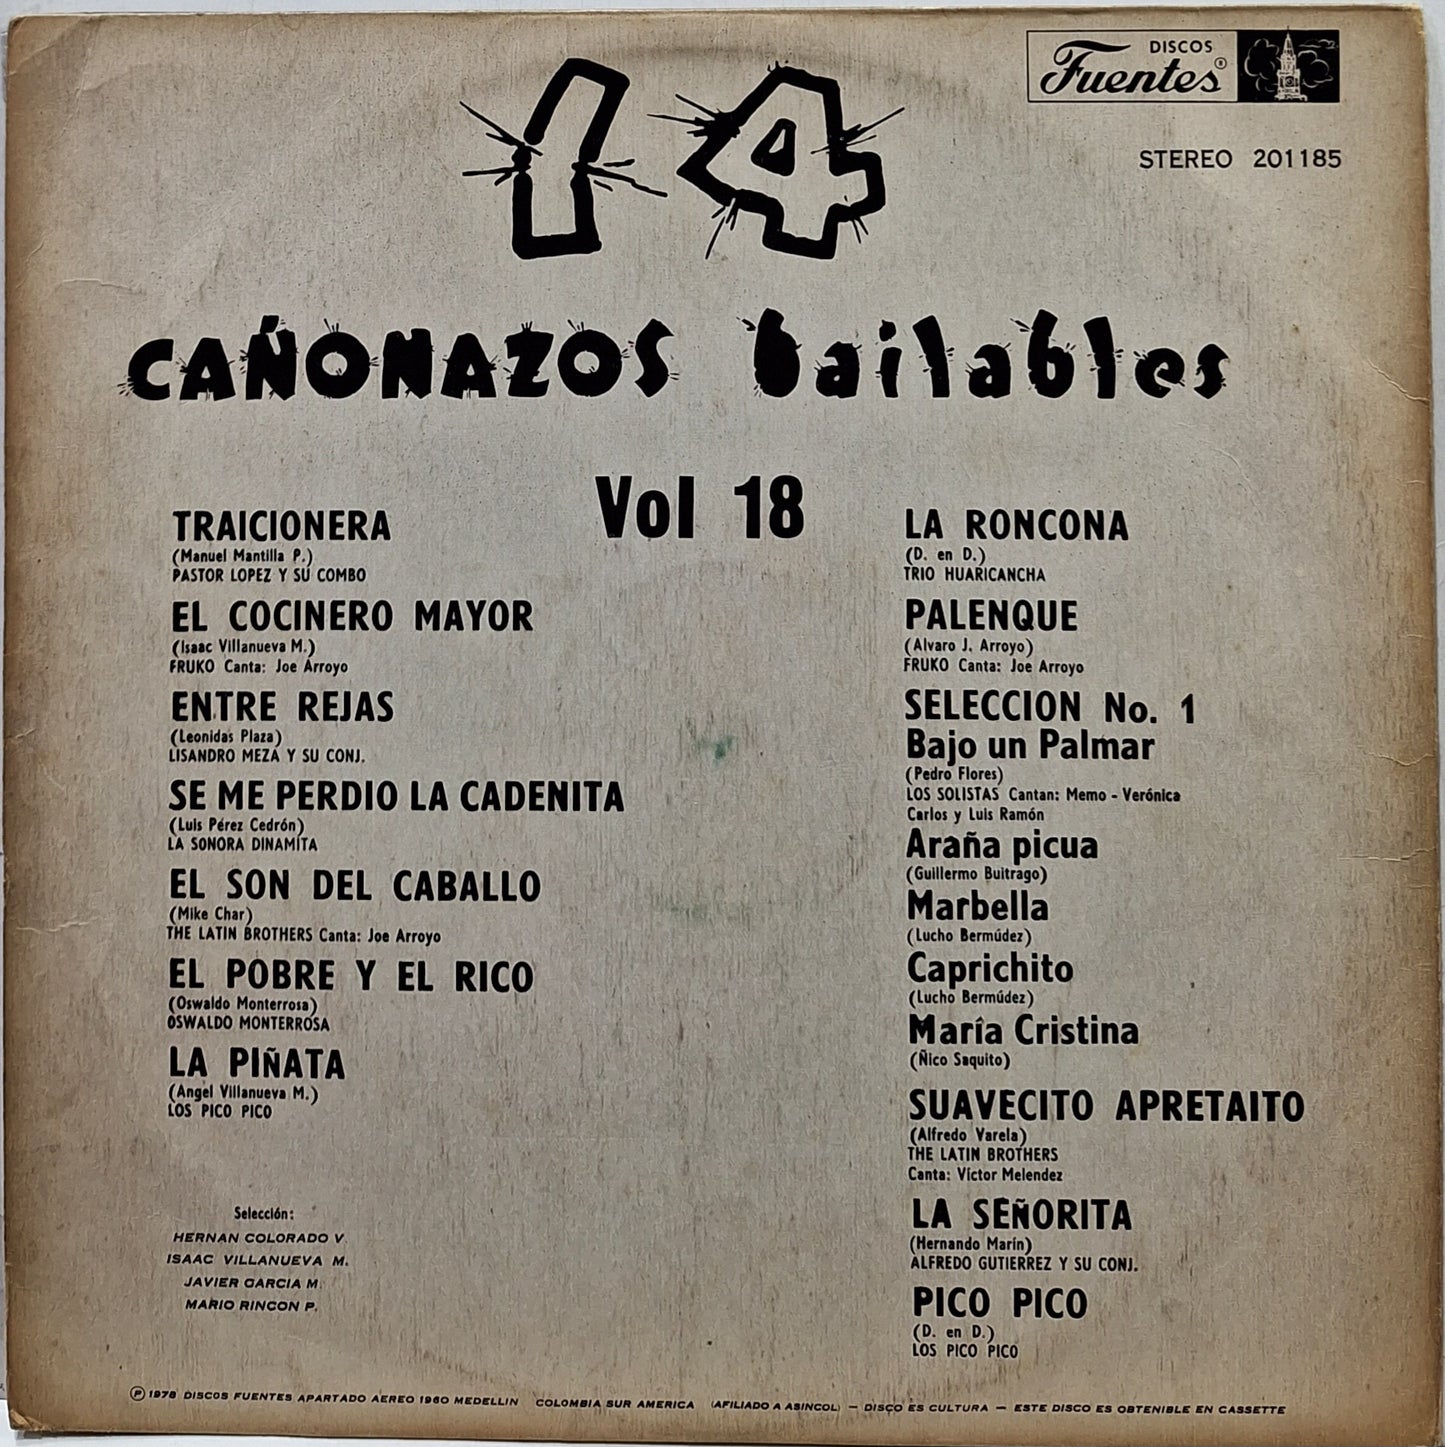 DISCOS
Fuentes®
STEREO 201185
14
CAÑONAZOS bailables
Vol 18
TRAICIONERA
(Manuel Mantilla P.)
PASTOR LOPEZ Y SU COMBO
EL COCINERO MAYOR
(Isaac Villanueva M.)
FRUKO Canta: Joe Arroyo
ENTRE REJAS
(Leonidas Plaza)
LISANDRO MEZA Y SU CONJ.
SE ME PERDIO LA CADENITA
(Luis Pérez Cedrón)
LA SONORA DINAMITA
EL SON DEL CABALLO
(Mike Char)
THE LATIN BROTHERS Canta: Joe Arroyo
EL POBRE Y EL RICO
(Oswaldo Monterrosa)
OSWALDO MONTERROSA
LA PIÑATA
(Angel Villanueva M.)
LOS PICO PICO
Selección:
HERNAN COLORADO V.
ISAAC VILLANUEVA M.
JAVIER GARCIA M.
MARIO RINCON P.
LA RONCONA
(D. en D.)
TRIO HUARICANCHA
PALENQUE
(Alvaro J. Arroyo)
FRUKO Canta: Joe Arroyo
SELECCION No. 1
Bajo un Palmar
(Pedro Flores)
LOS SOLISTAS Cantan: Memo - Verónica
Carlos y Luis Ramón
Araña picua
(Guillermo Buitrago)
Marbella
(Lucho Bermúdez)
Caprichito
(Lucho Bermúdez)
María Cristina
(Ñico Saquito)
SUAVECITO APRETAITO
(Alfredo Varela)
THE LATIN BROTHERS
Canta: Víctor Melendez
LA SEÑORITA
(Hernando Marín)
ALFREDO GUTIERREZ Y SU CONJ.
PICO PICO
(D. en D.)
LOS PICO PICO
Ⓟ 1978 DISCOS FUENTES APARTADO AEREO 1960 MEDELLIN COLOMBIA SUR AMERICA (AFILIADO A ASINCOL) — DISCO ES CULTURA — ESTE DISCO ES OBTENIBLE EN CASSETTE